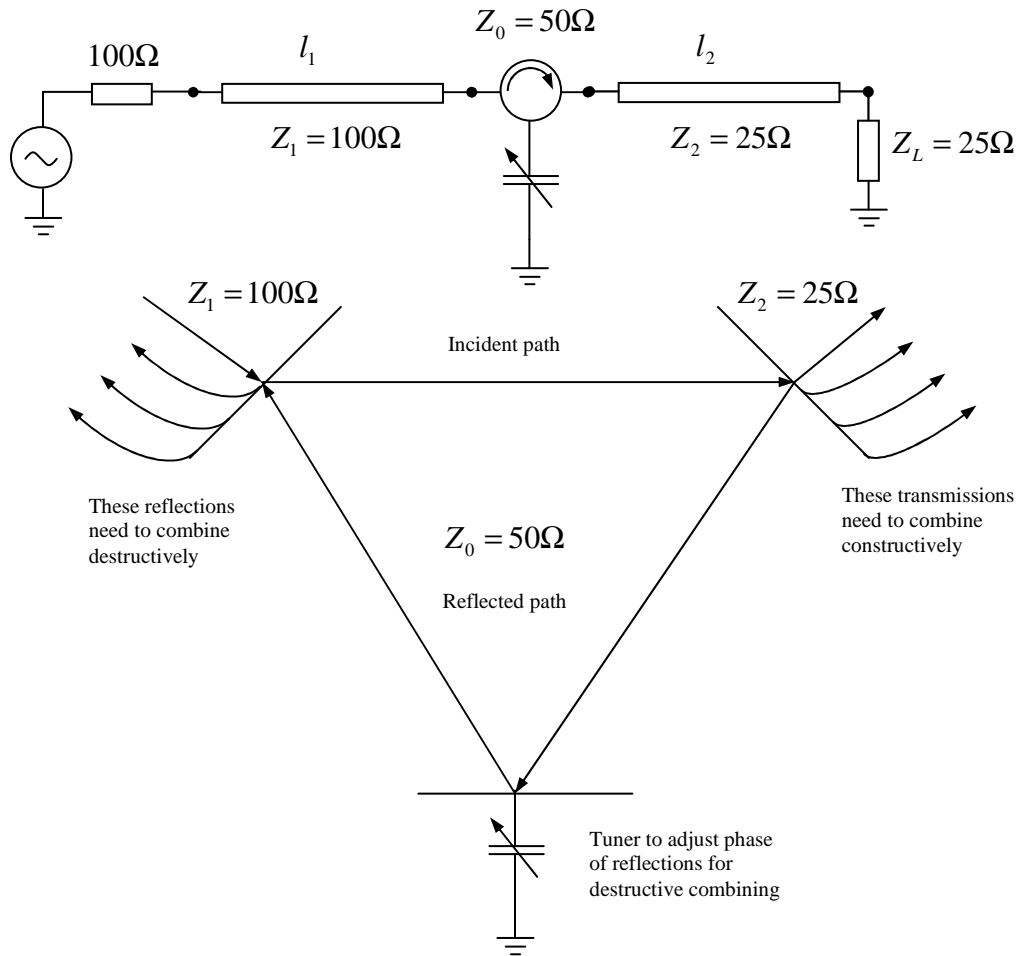 Z₀ = 50Ω
100Ω
l₁
l₂
Z₁ = 100Ω
Z₂ = 25Ω
Z_L = 25Ω
Z₁ = 100Ω
Z₂ = 25Ω
Incident path
These reflections
need to combine
destructively
These transmissions
need to combine
constructively
Z₀ = 50Ω
Reflected path
Tuner to adjust phase
of reflections for
destructive combining